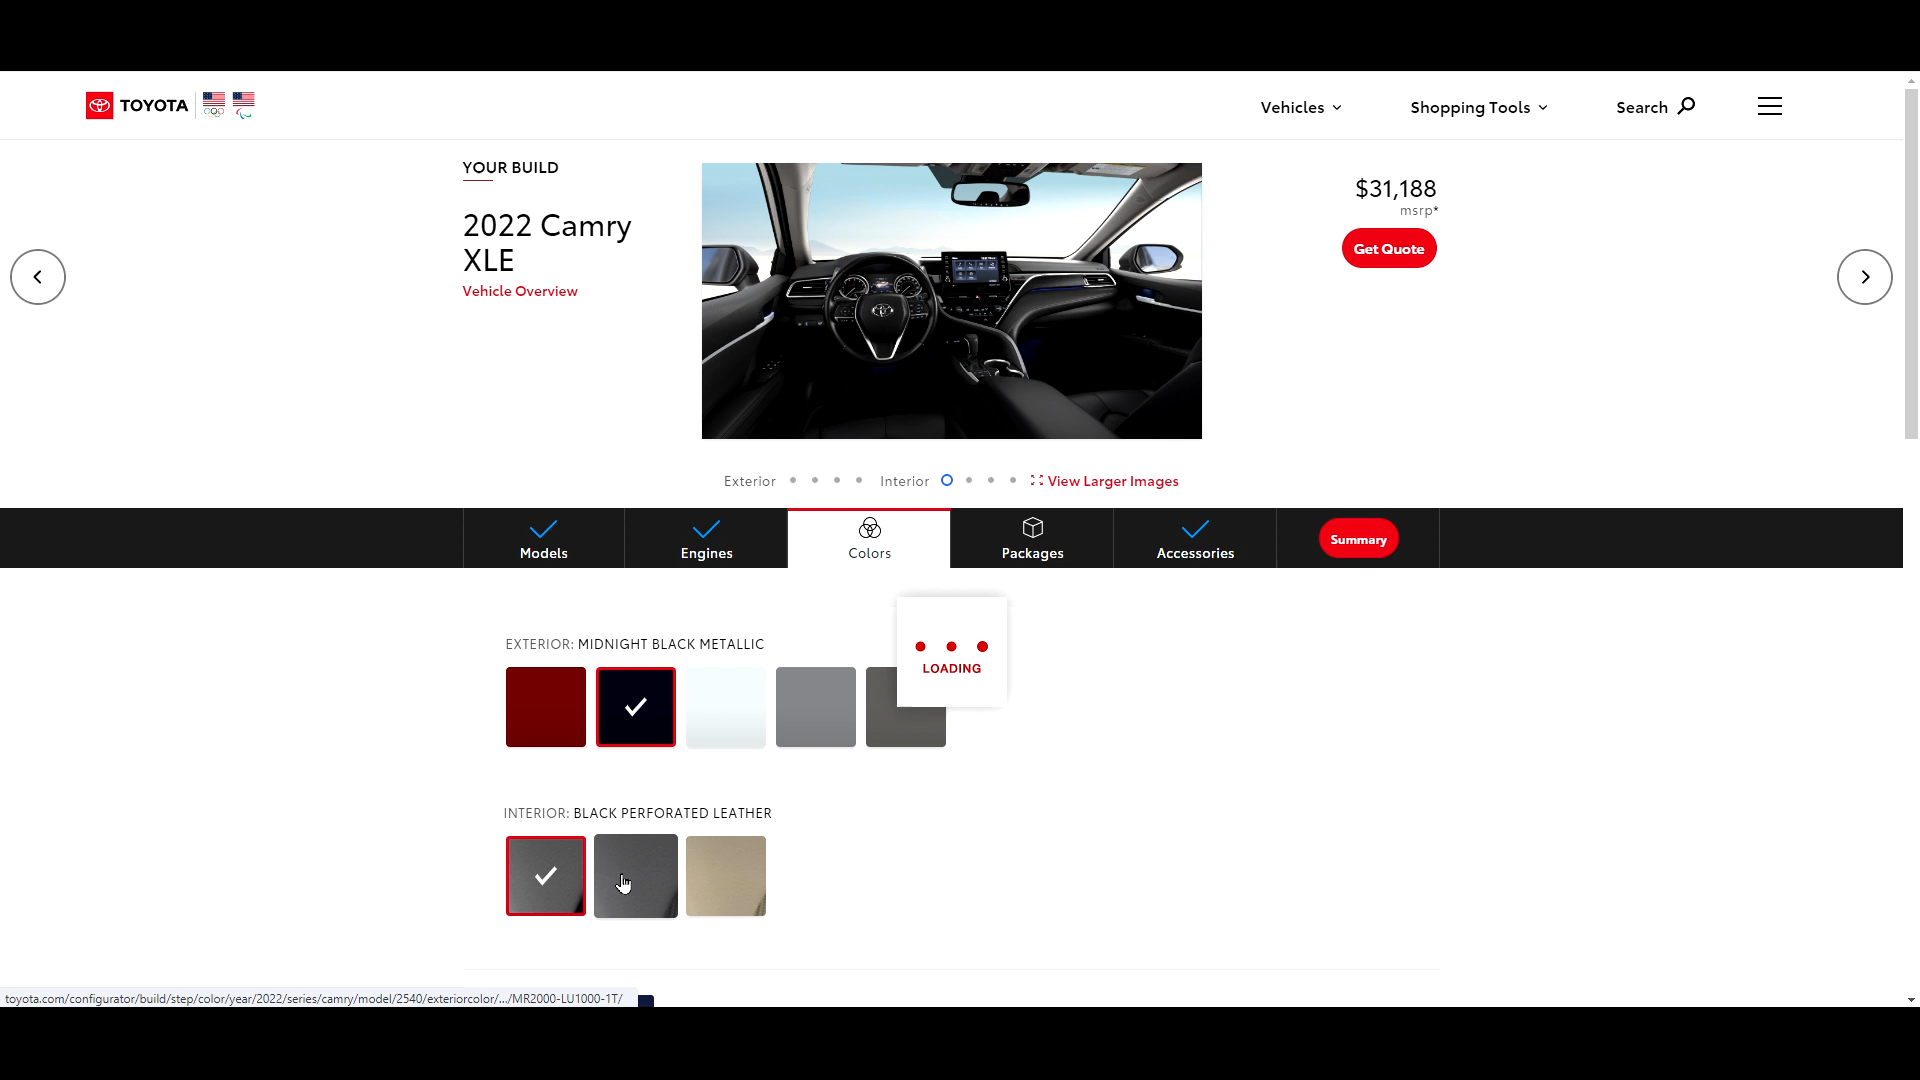 TOYOTA
Vehicles
Shopping Tools
Search
YOUR BUILD
2022 Camry
XLE
Vehicle Overview
$31,188
msrp*
Get Quote
Exterior
Interior
View Larger Images
Models
Engines
Colors
Packages
Accessories
Summary
LOADING
EXTERIOR: MIDNIGHT BLACK METALLIC
INTERIOR: BLACK PERFORATED LEATHER
toyota.com/configurator/build/step/color/year/2022/series/camry/model/2540/exteriorcolor/.../MR2000-LU1000-1T/